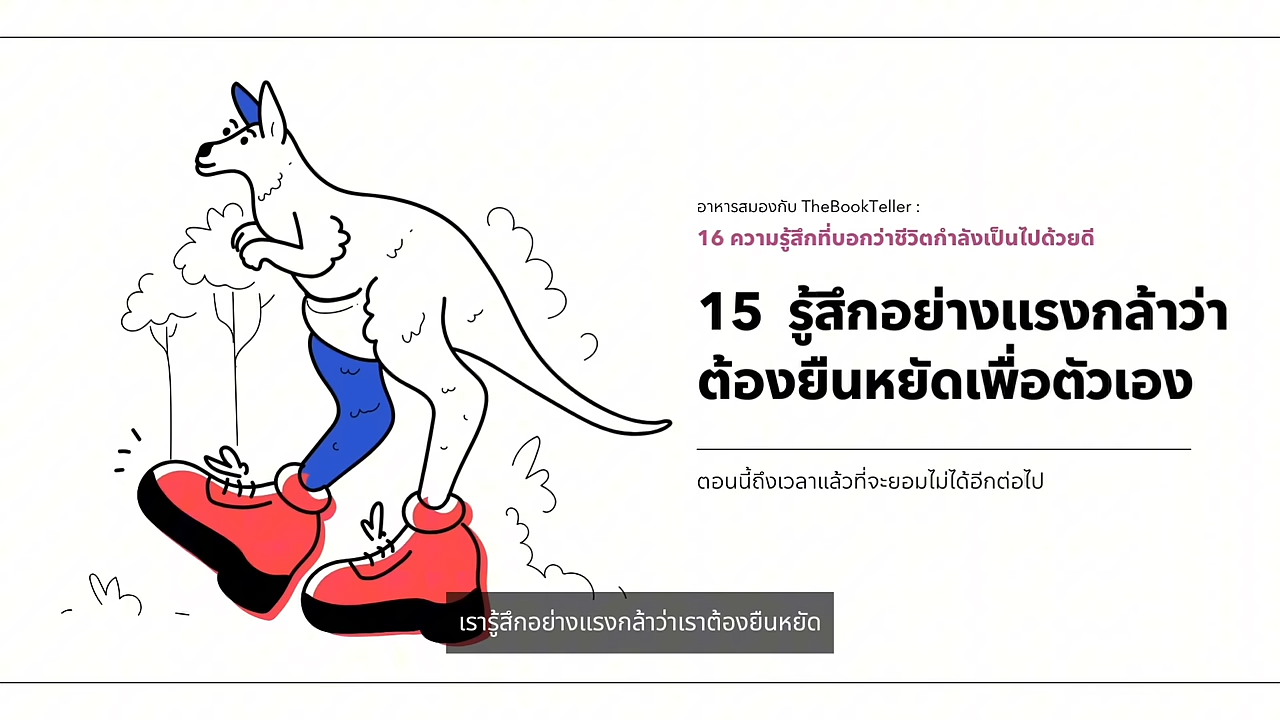 อาหารสมองกับ TheBookTeller :
16 ความรู้สึกที่บอกว่าชีวิตกำลังเป็นไปด้วยดี
15 รู้สึกอย่างแรงกล้าว่า
ต้องยืนหยัดเพื่อตัวเอง
ตอนนี้ถึงเวลาแล้วที่จะยอมไม่ได้อีกต่อไป
เรารู้สึกอย่างแรงกล้าว่าเราต้องยืนหยัด